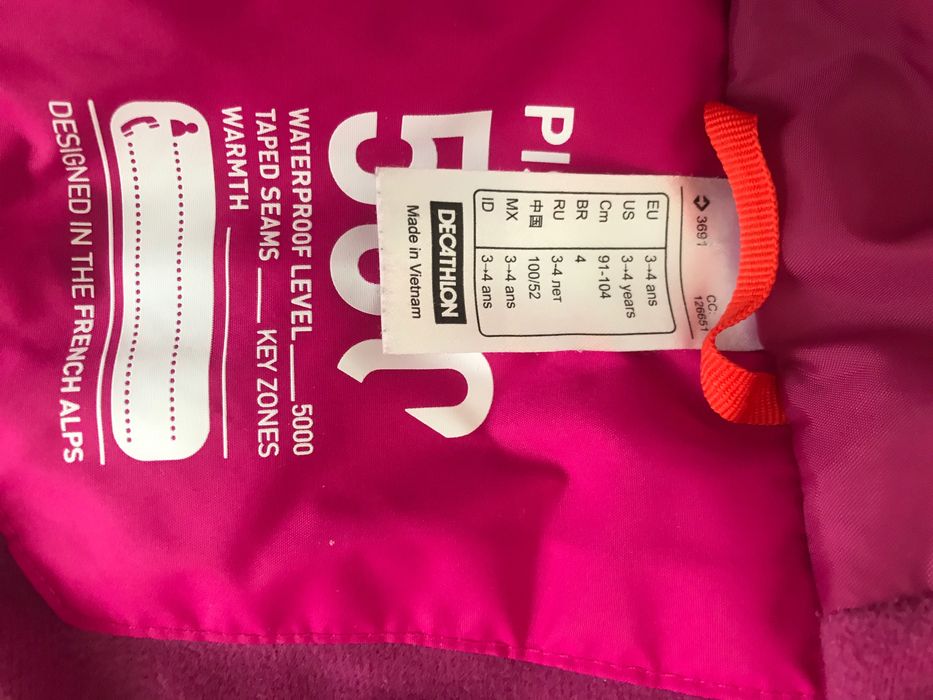 3691
CC.
126651
EU 3→4 ans
US 3→4 years
Cm 91-104
BR 4
RU 3-4 лет
中国 100/52
MX 3→4 ans
ID 3→4 ans
DECATHLON
Made in Vietnam
500
WATERPROOF LEVEL 5000
TAPED SEAMS KEY ZONES
WARMTH
DESIGNED IN THE FRENCH ALPS